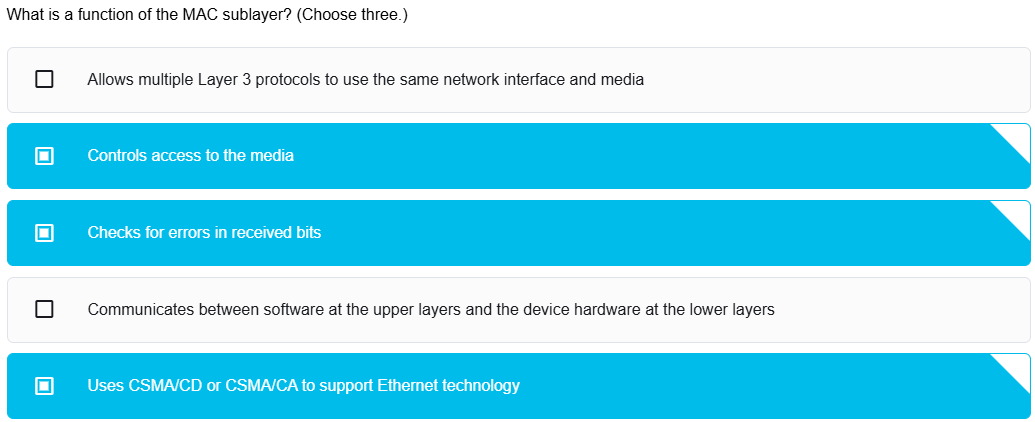 What is a function of the MAC sublayer? (Choose three.)
Allows multiple Layer 3 protocols to use the same network interface and media
Controls access to the media
Checks for errors in received bits
Communicates between software at the upper layers and the device hardware at the lower layers
Uses CSMA/CD or CSMA/CA to support Ethernet technology